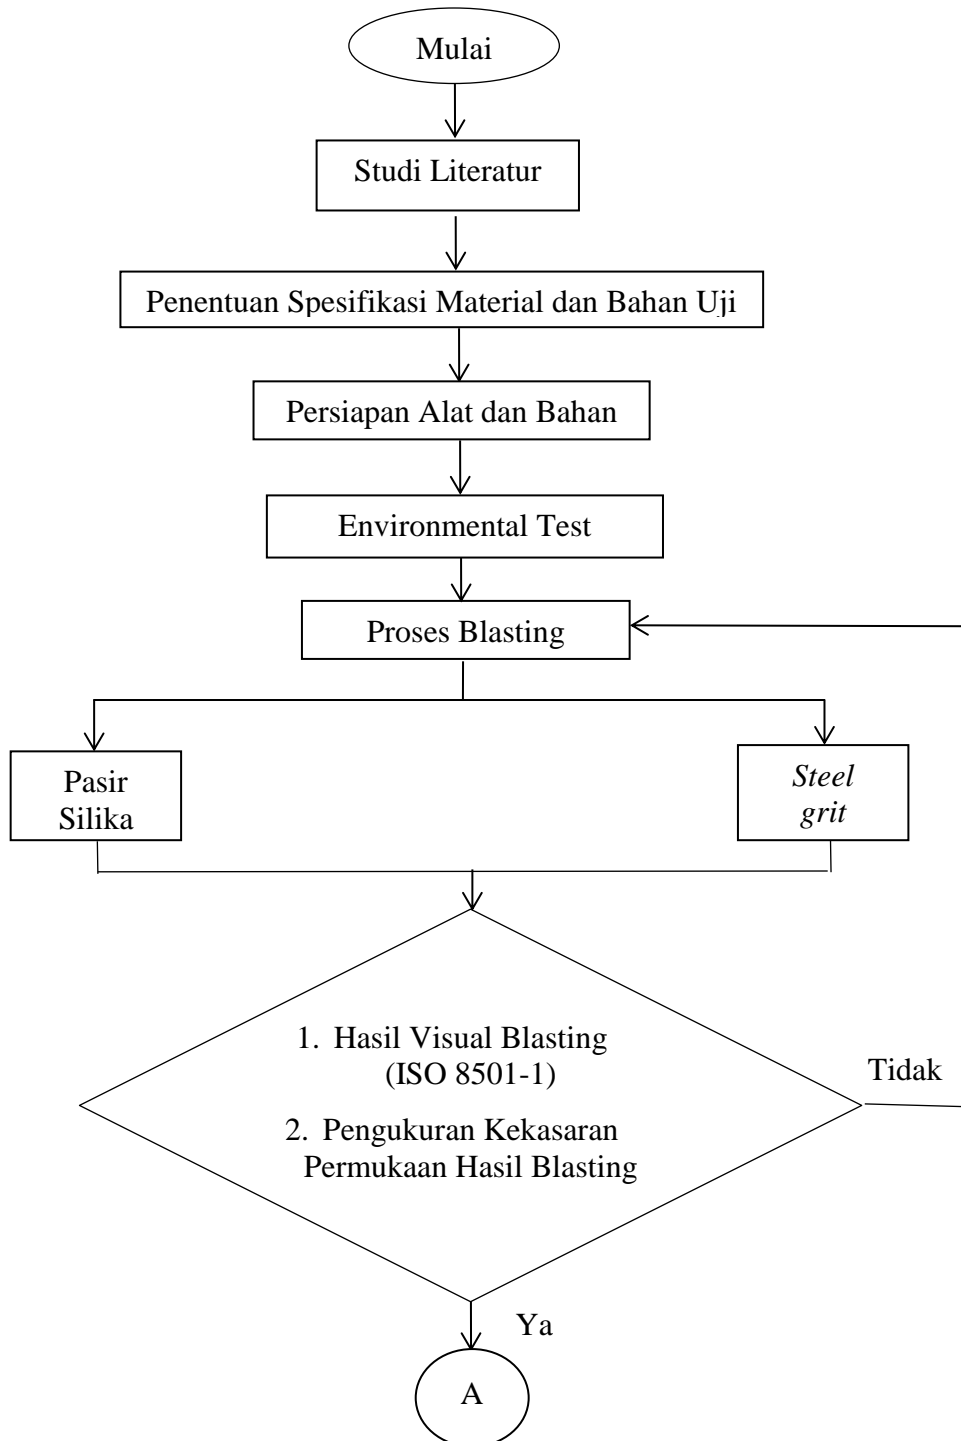 Mulai
Studi Literatur
Penentuan Spesifikasi Material dan Bahan Uji
Persiapan Alat dan Bahan
Environmental Test
Proses Blasting
Pasir
Silika
Steel
grit
1. Hasil Visual Blasting
(ISO 8501-1)
Tidak
2. Pengukuran Kekasaran
Permukaan Hasil Blasting
Ya
A